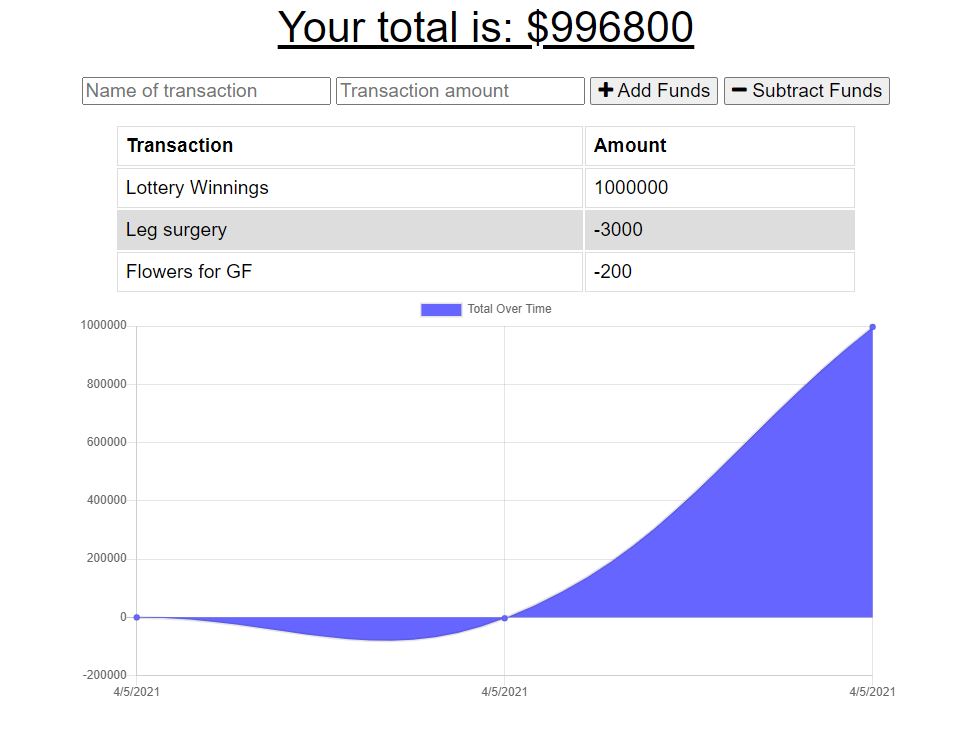 Your total is: $996800
Name of transaction Transaction amount Add Funds Subtract Funds
Transaction Amount
Lottery Winnings 1000000
Leg surgery -3000
Flowers for GF -200
Total Over Time
1000000
800000
600000
400000
200000
0
-200000
4/5/2021 4/5/2021 4/5/2021